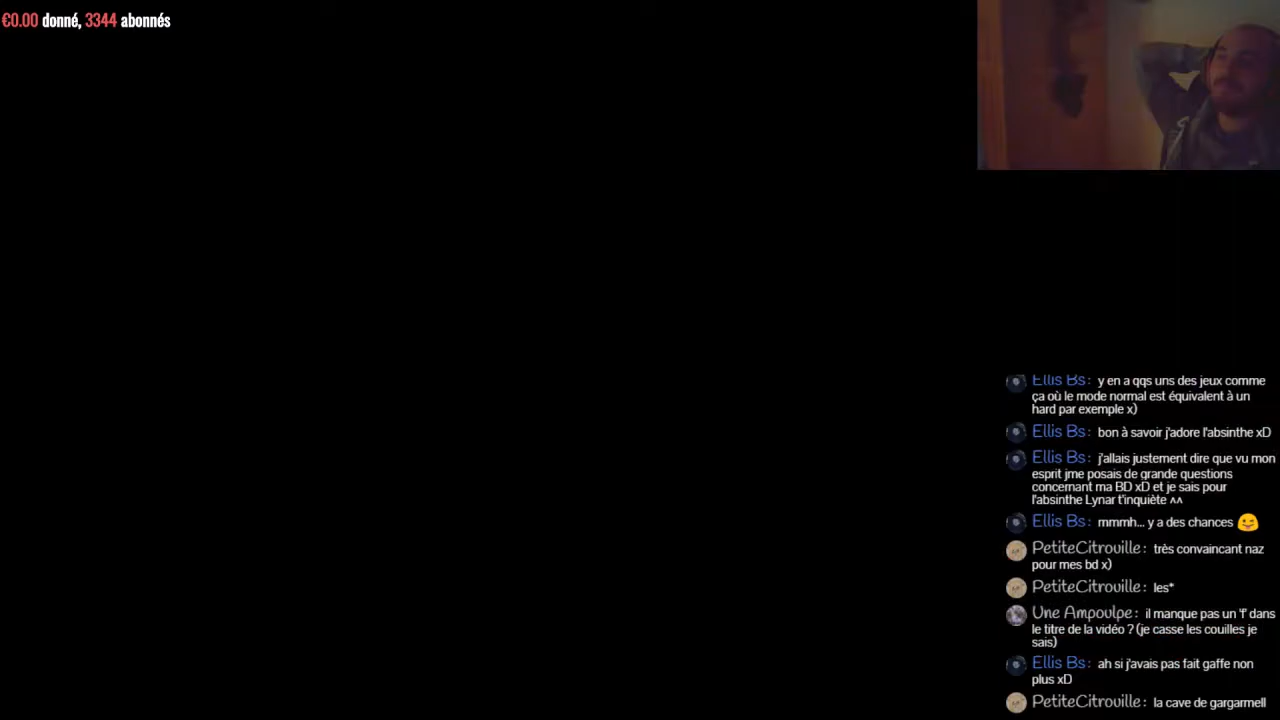 €0.00 donné, 3344 abonnés
Ellis Bs: y en a qqs uns des jeux comme
ça où le mode normal est équivalent à un
hard par exemple x)
Ellis Bs: bon à savoir j'adore l'absinthe xD
Ellis Bs: j'allais justement dire que vu mon
esprit jme posais de grande questions
concernant ma BD xD et je sais pour
l'absinthe Lynar t'inquiète ^^
Ellis Bs: mmmh... y a des chances 😜
PetiteCitrouille: très convaincant naz
pour mes bd x)
PetiteCitrouille: les*
Une Ampoulpe: il manque pas un 'f' dans
le titre de la vidéo ? (je casse les couilles je
sais)
Ellis Bs: ah si j'avais pas fait gaffe non
plus xD
PetiteCitrouille: la cave de gargarmell